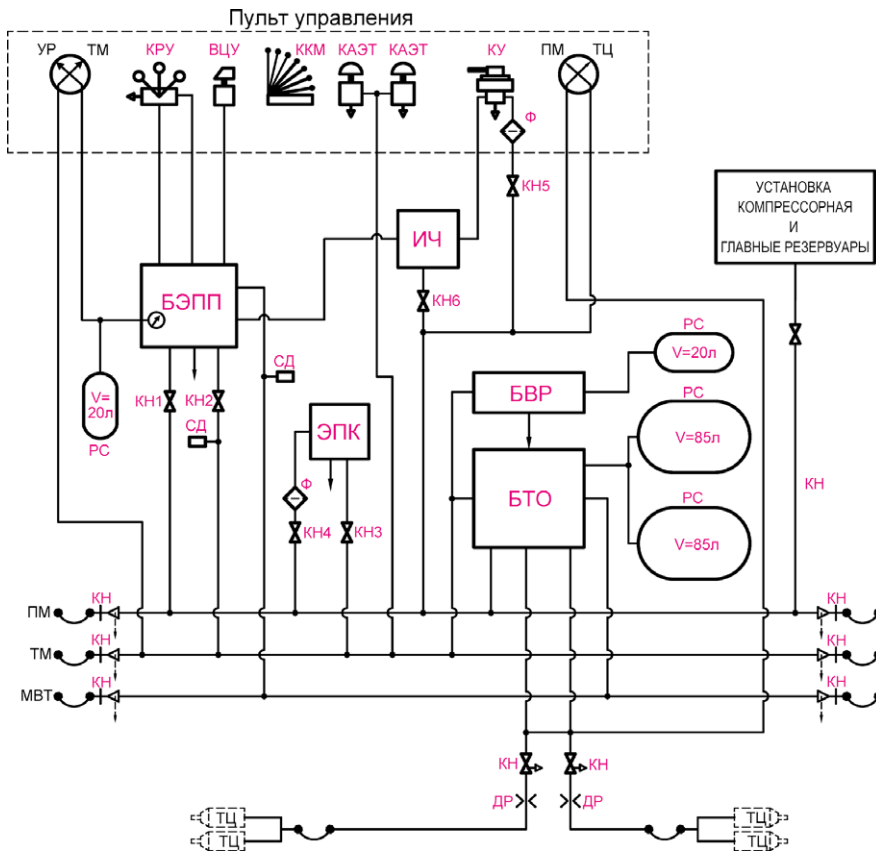 Пульт управления
УР ТМ КРУ ВЦУ ККМ КАЭТ КАЭТ КУ ПМ ТЦ
Ф
КН5
УСТАНОВКА
КОМПРЕССОРНАЯ
И
ГЛАВНЫЕ РЕЗЕРВУАРЫ
ИЧ
БЭПП
КН6
РС
V=20л
СД
БВР
КН1 КН2
V=
20л
РС
СД
ЭПК
РС
V=85л
БТО
Ф
КН
РС
КН4 КН3
V=85л
КН КН
ПМ
КН КН
ТМ
КН КН
МВТ
КН КН
ДР ДР
ТЦ ТЦ
ТЦ ТЦ